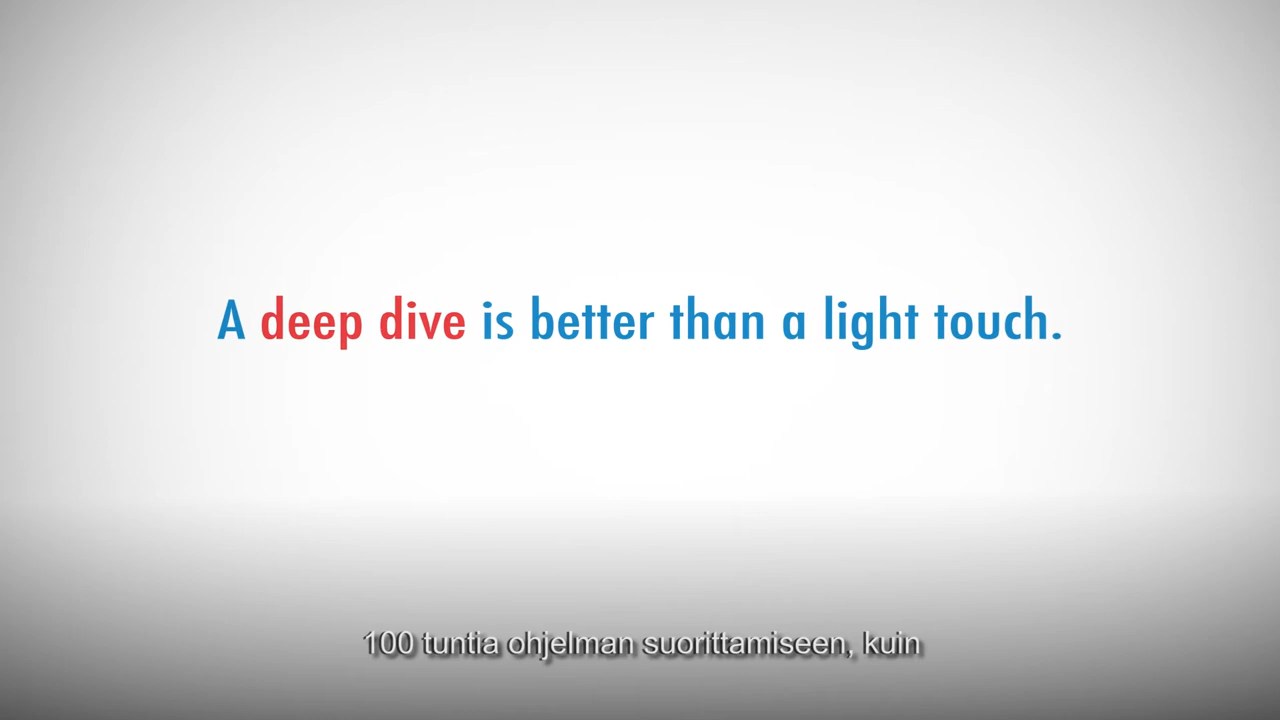 A deep dive is better than a light touch.
100 tuntia ohjelman suorittamiseen, kuin